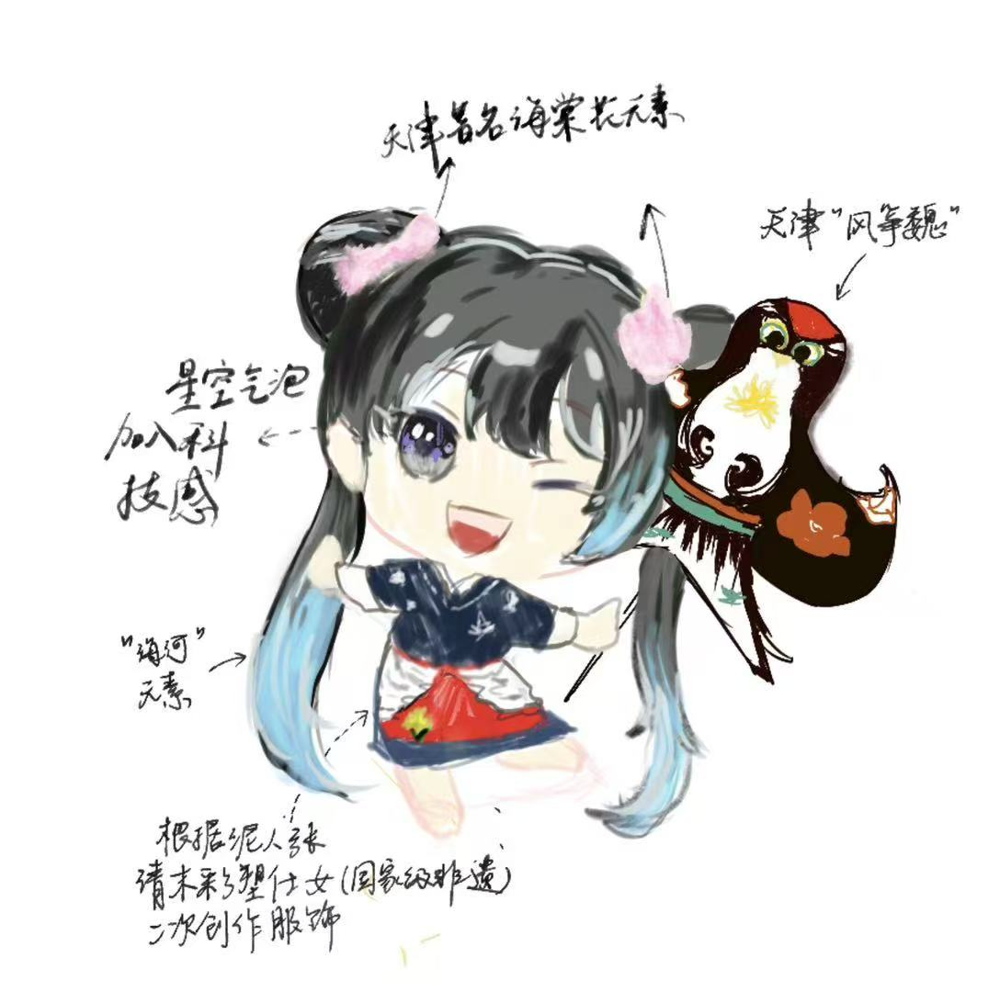 天津著名海棠花元素
天津"风筝魏"
星空气泡
加入科
技感
"海河"
元素
根据泥人张
清末彩塑仕女(国家级非遗)
二次创作服饰